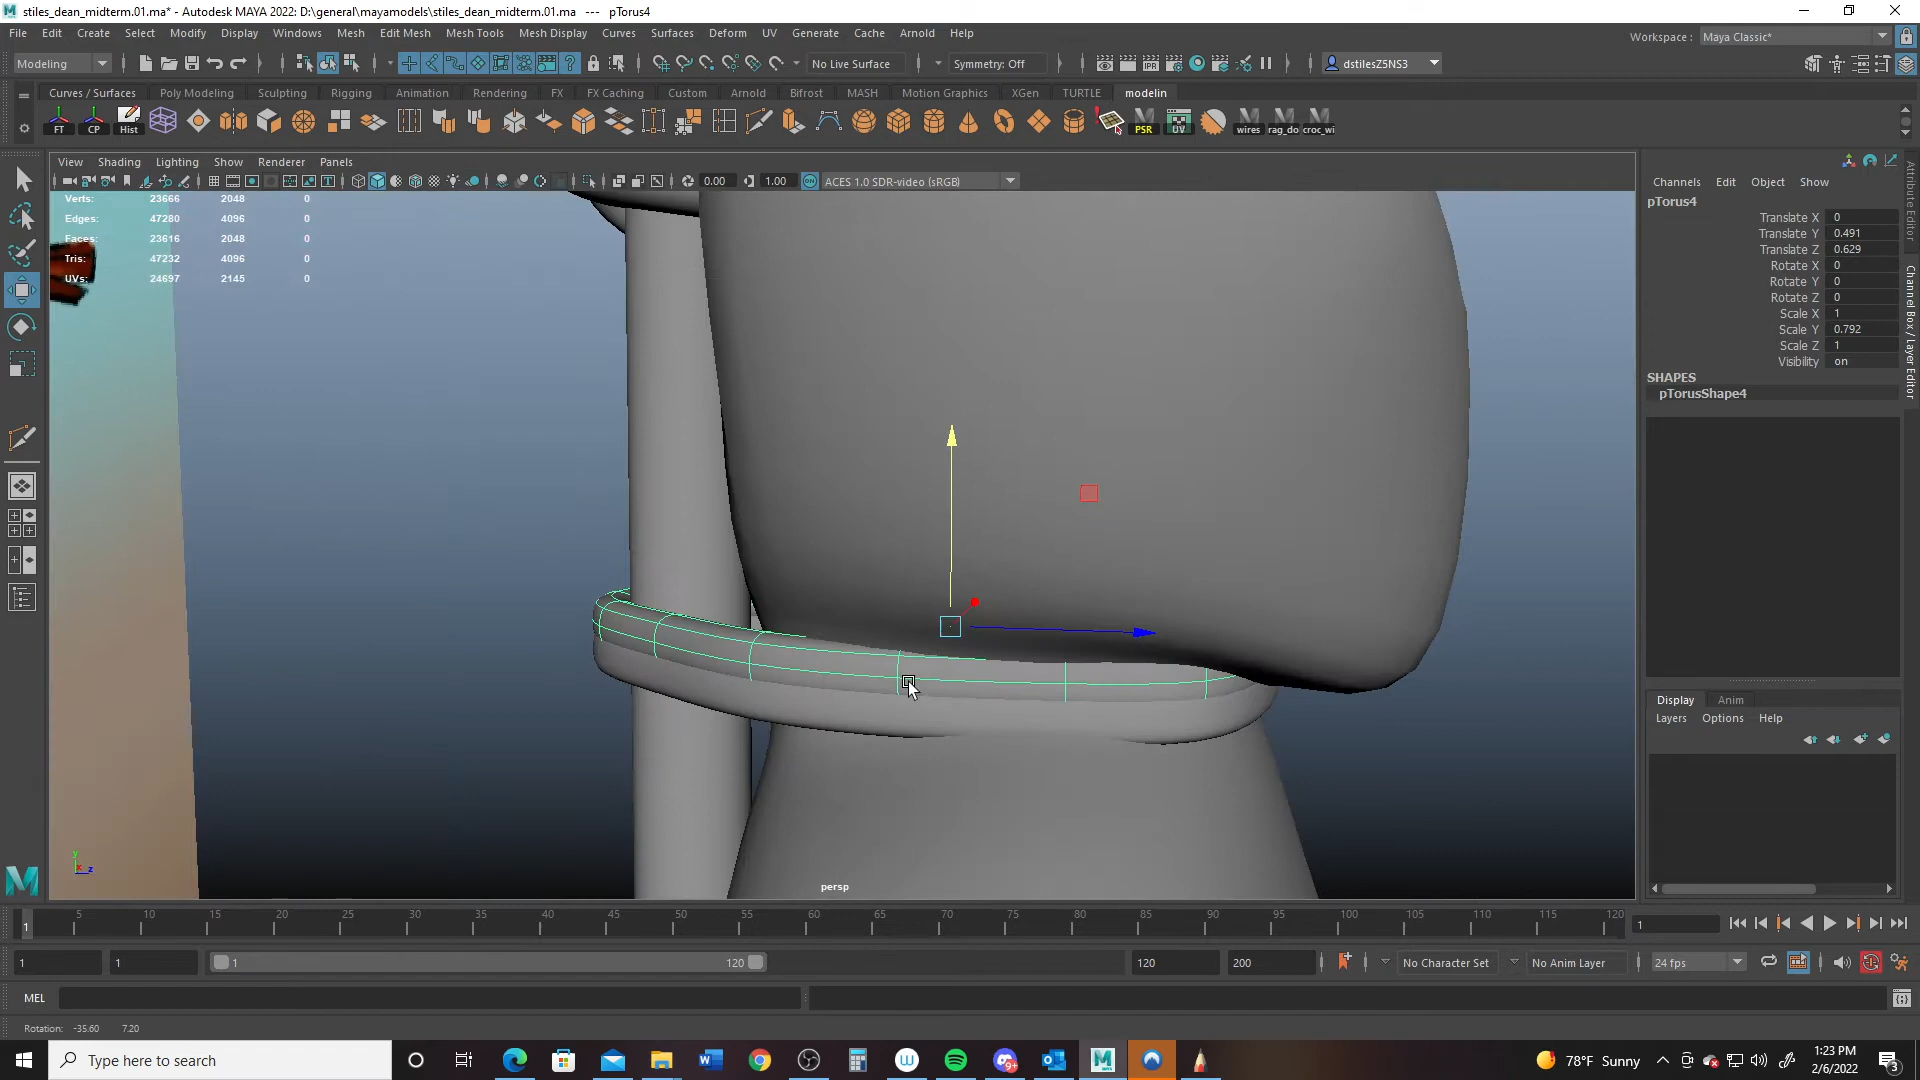 stiles_dean_midterm.01.ma* - Autodesk MAYA 2022: D:\general\mayamodels\stiles_dean_midterm.01.ma --- pTorus4
File Edit Create Select Modify Display Windows Mesh Edit Mesh Mesh Tools Mesh Display Curves Surfaces Deform UV Generate Cache Arnold Help
Workspace : Maya Classic*
Modeling No Live Surface Symmetry: Off dstilesZ5NS3
Curves / Surfaces Poly Modeling Sculpting Rigging Animation Rendering FX FX Caching Custom Arnold Bifrost MASH Motion Graphics XGen TURTLE modelin
FT CP Hist PSR UV wires rag_do croc_wi
View Shading Lighting Show Renderer Panels
0.00 1.00 ACES 1.0 SDR-video (sRGB)
Verts: 23666 2048 0
Edges: 47280 4096 0
Faces: 23616 2048 0
Tris: 47232 4096 0
UVs: 24697 2145 0
Channels Edit Object Show
pTorus4
Translate X 0
Translate Y 0.491
Translate Z 0.629
Rotate X 0
Rotate Y 0
Rotate Z 0
Scale X 1
Scale Y 0.792
Scale Z 1
Visibility on
SHAPES
pTorusShape4
Attribute Editor
Channel Box / Layer Editor
Display Anim
Layers Options Help
y
x z
persp
1 5 10 15 20 25 30 35 40 45 50 55 60 65 70 75 80 85 90 95 100 105 110 115 120 1
1 1 1 120 120 200 No Character Set No Anim Layer 24 fps
MEL
Rotation: -35.60 7.20
Type here to search
9+
78°F Sunny
1:23 PM
2/6/2022
3